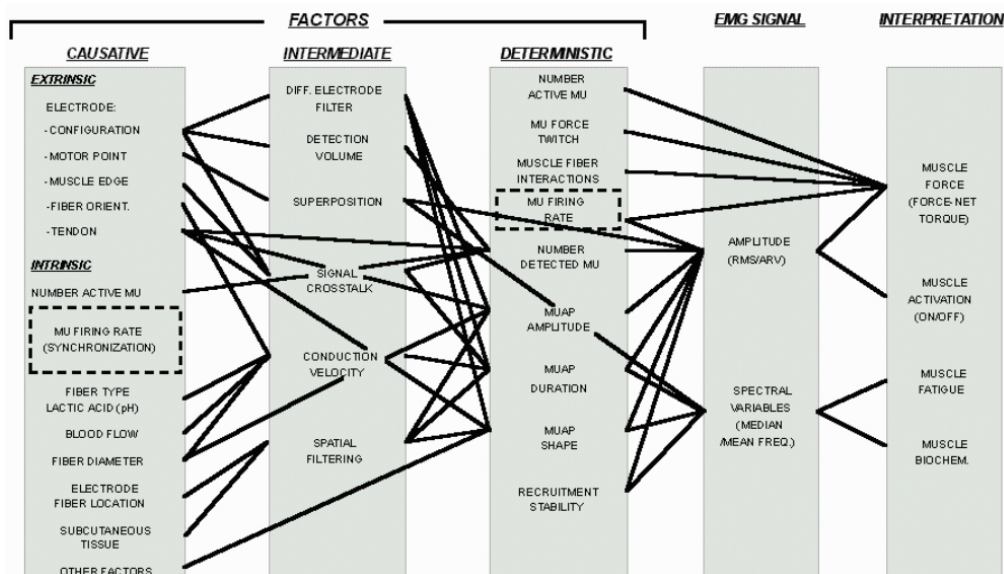 FACTORS
EMG SIGNAL
INTERPRETATION
CAUSATIVE
INTERMEDIATE
DETERMINISTIC
EXTRINSIC
ELECTRODE:
-CONFIGURATION
-MOTOR POINT
-MUSCLE EDGE
-FIBER ORIENT.
-TENDON
INTRINSIC
NUMBER ACTIVE MU
MU FIRING RATE
(SYNCHRONIZATION)
FIBER TYPE
LACTIC ACID (pH)
BLOOD FLOW
FIBER DIAMETER
ELECTRODE
FIBER LOCATION
SUBCUTANEOUS
TISSUE
OTHER FACTORS
DIFF. ELECTRODE
FILTER
DETECTION
VOLUME
SUPERPOSITION
SIGNAL
CROSSTALK
CONDUCTION
VELOCITY
SPATIAL
FILTERING
NUMBER
ACTIVE MU
MU FORCE
TWITCH
MUSCLE FIBER
INTERACTIONS
MU FIRING
RATE
NUMBER
DETECTED MU
MUAP
AMPLITUDE
MUAP
DURATION
MUAP
SHAPE
RECRUITMENT
STABILITY
AMPLITUDE
(RMS/ARV)
SPECTRAL
VARIABLES
(MEDIAN
/MEAN FREQ.)
MUSCLE
FORCE
(FORCE-NET
TORQUE)
MUSCLE
ACTIVATION
(ON/OFF)
MUSCLE
FATIGUE
MUSCLE
BIOCHEM.